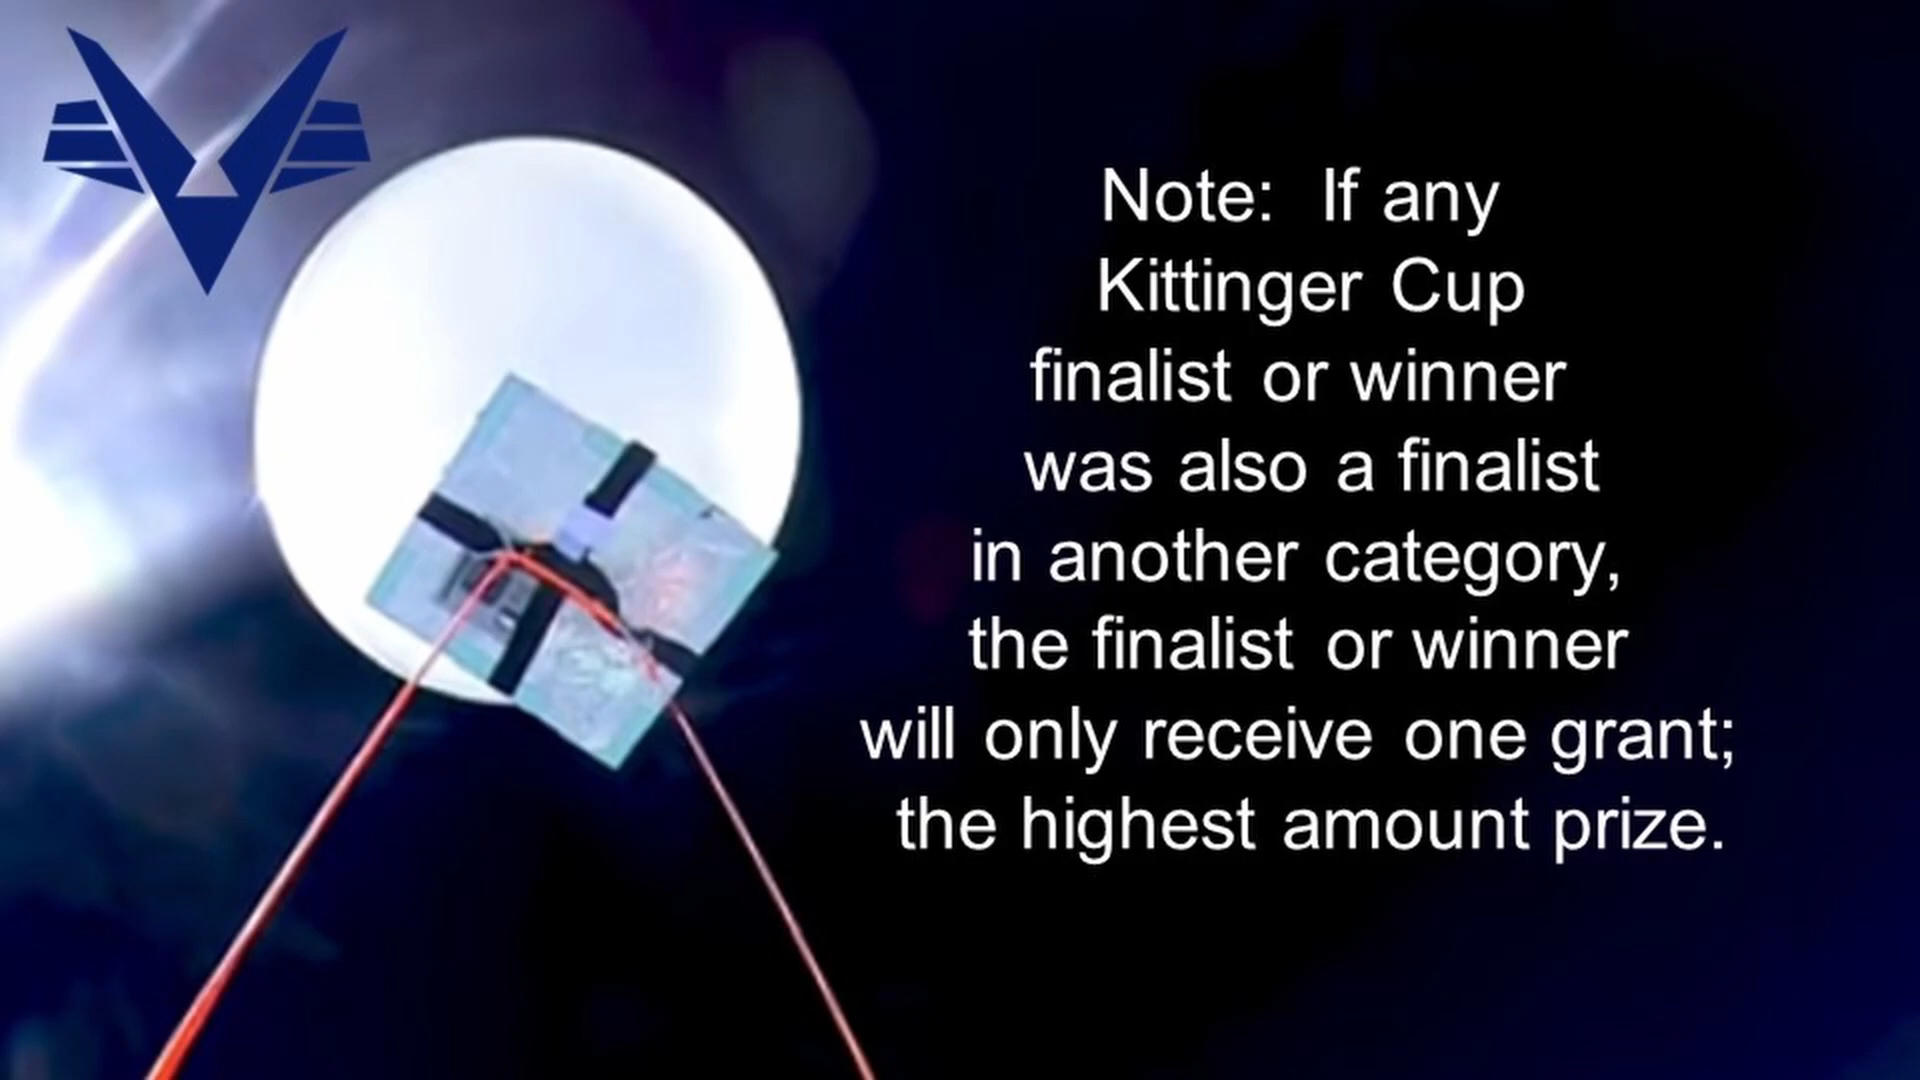 Note: If any
Kittinger Cup
finalist or winner
was also a finalist
in another category,
the finalist or winner
will only receive one grant;
the highest amount prize.